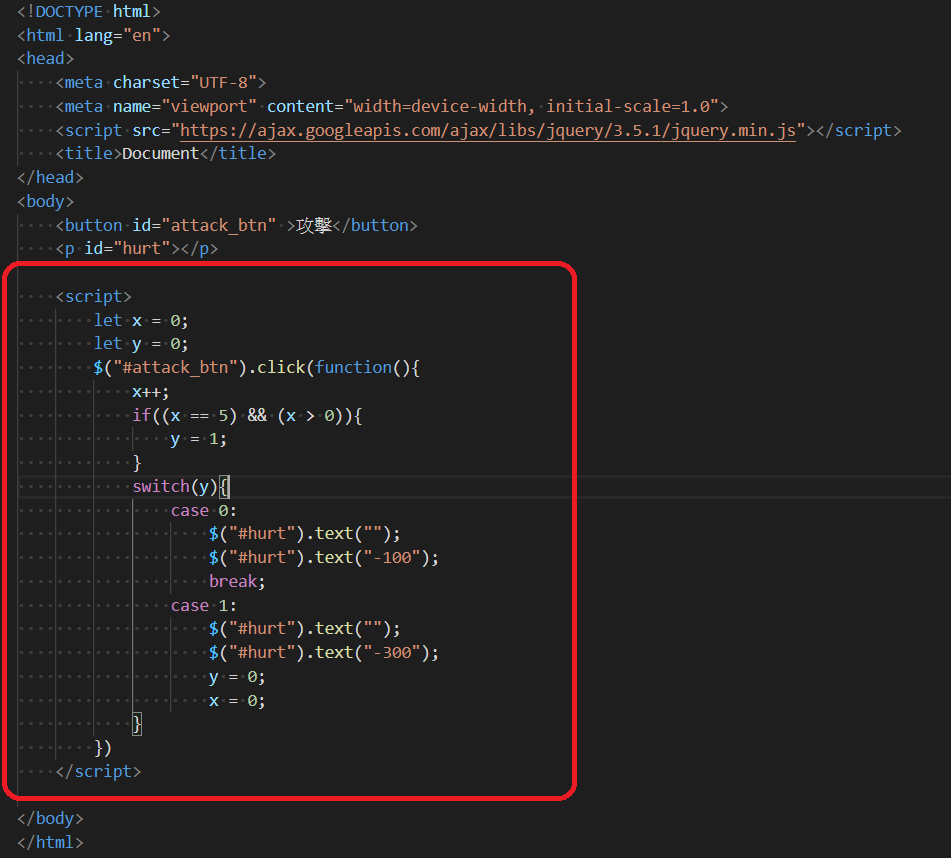 <!DOCTYPE html>
<html lang="en">
<head>
    <meta charset="UTF-8">
    <meta name="viewport" content="width=device-width, initial-scale=1.0">
    <script src="https://ajax.googleapis.com/ajax/libs/jquery/3.5.1/jquery.min.js"></script>
    <title>Document</title>
</head>
<body>
    <button id="attack_btn" >攻擊</button>
    <p id="hurt"></p>
    <script>
        let x = 0;
        let y = 0;
        $("#attack_btn").click(function(){
            x++;
            if((x == 5) && (x > 0)){
                y = 1;
            }
            switch(y){
                case 0:
                    $("#hurt").text("");
                    $("#hurt").text("-100");
                    break;
                case 1:
                    $("#hurt").text("");
                    $("#hurt").text("-300");
                    y = 0;
                    x = 0;
            }
        })
    </script>
</body>
</html>